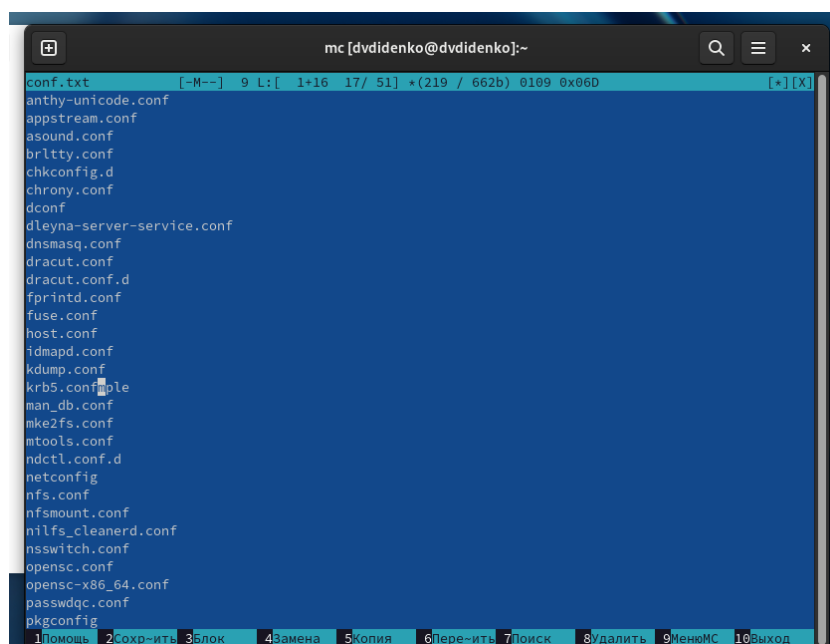 mc [dvdidenko@dvdidenko]:~
conf.txt [-M--] 9 L:[ 1+16 17/ 51] *(219 / 662b) 0109 0x06D [*][X]
anthy-unicode.conf
appstream.conf
asound.conf
brltty.conf
chkconfig.d
chrony.conf
dconf
dleyna-server-service.conf
dnsmasq.conf
dracut.conf
dracut.conf.d
fprintd.conf
fuse.conf
host.conf
idmapd.conf
kdump.conf
krb5.confmple
man_db.conf
mke2fs.conf
mtools.conf
ndctl.conf.d
netconfig
nfs.conf
nfsmount.conf
nilfs_cleanerd.conf
nsswitch.conf
opensc.conf
opensc-x86_64.conf
passwdqc.conf
pkgconfig
1Помощь 2Сохр~ить 3Блок 4Замена 5Копия 6Пере~ить 7Поиск 8Удалить 9МенюMC 10Выход